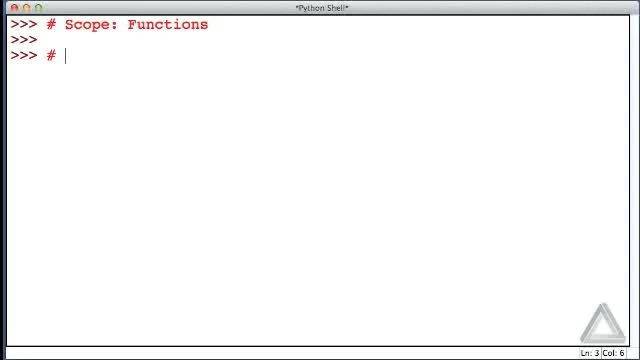 *Python Shell*
>>> # Scope: Functions
>>>
>>> #
Ln: 3 Col: 6